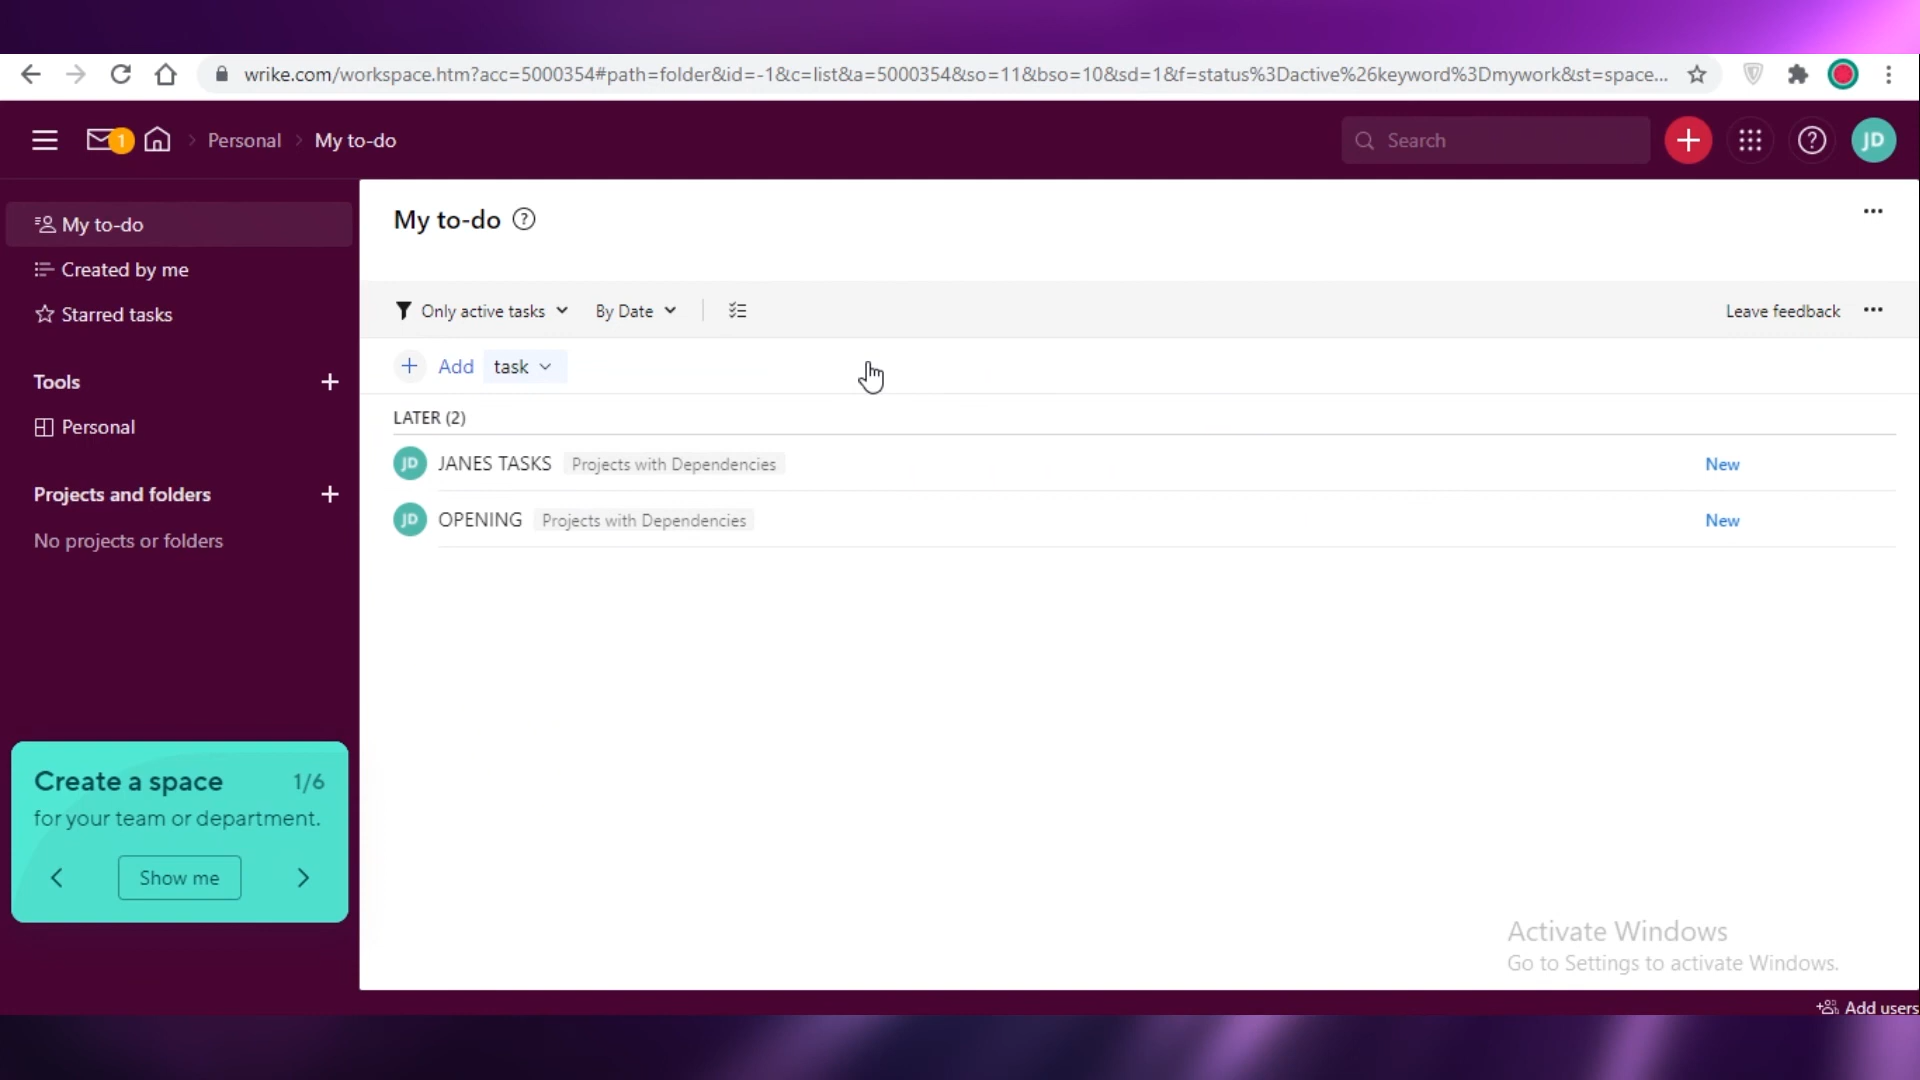 wrike.com/workspace.htm?acc=5000354#path=folder&id=-1&c=list&a=5000354&so=11&bso=10&sd=1&f=status%3Dactive%26keyword%3Dmywork&st=space...
1
Personal
My to-do
Search
JD
My to-do
Created by me
Starred tasks
Tools
Personal
Projects and folders
No projects or folders
Create a space 1/6
for your team or department.
Show me
My to-do
Only active tasks
By Date
Leave feedback
Add task
LATER (2)
JD JANES TASKS Projects with Dependencies New
JD OPENING Projects with Dependencies New
Activate Windows
Go to Settings to activate Windows.
Add users